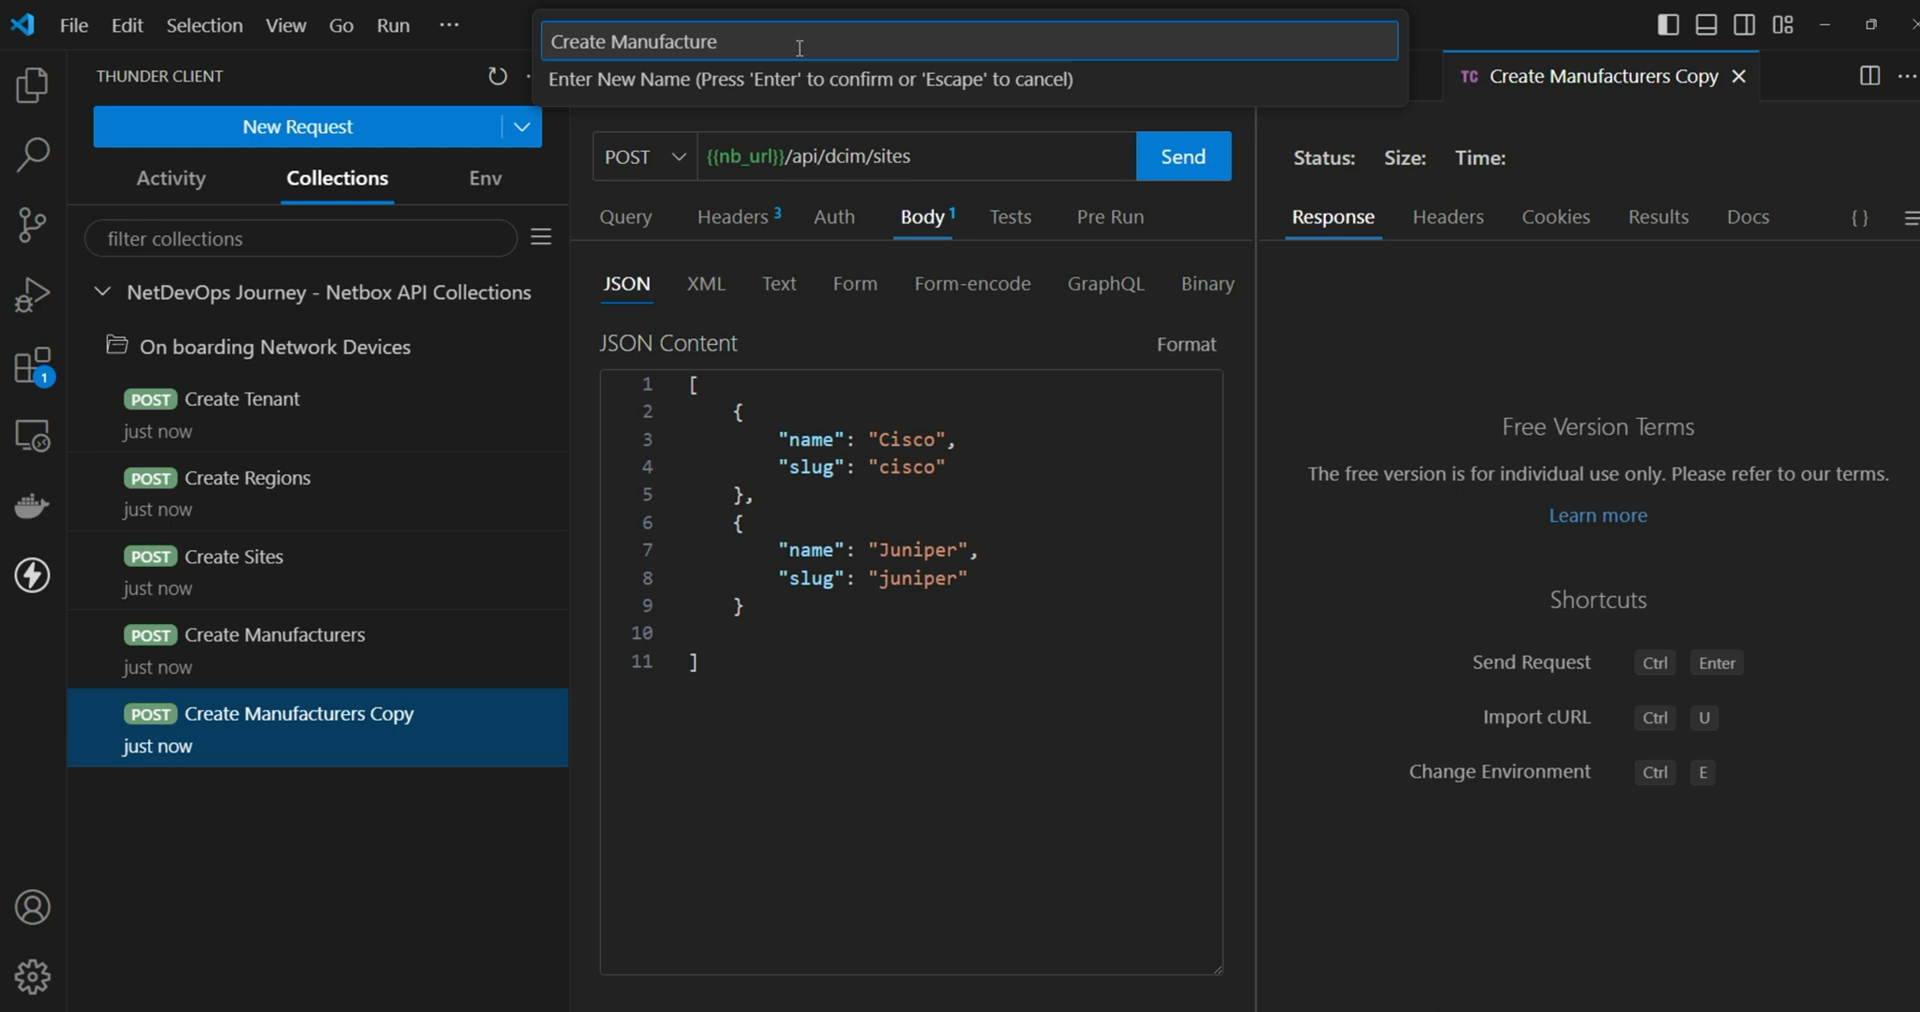 File Edit Selection View Go Run ...
Create Manufacture
Enter New Name (Press 'Enter' to confirm or 'Escape' to cancel)
THUNDER CLIENT
TC Create Manufacturers Copy
New Request
Activity Collections Env
filter collections
NetDevOps Journey - Netbox API Collections
On boarding Network Devices
POST Create Tenant
just now
POST Create Regions
just now
POST Create Sites
just now
POST Create Manufacturers
just now
POST Create Manufacturers Copy
just now
1
POST {{nb_url}}/api/dcim/sites Send
Query Headers 3 Auth Body 1 Tests Pre Run
JSON XML Text Form Form-encode GraphQL Binary
JSON Content Format
1 [
2 {
3 "name": "Cisco",
4 "slug": "cisco"
5 },
6 {
7 "name": "Juniper",
8 "slug": "juniper"
9 }
10
11 ]
Status: Size: Time:
Response Headers Cookies Results Docs { }
Free Version Terms
The free version is for individual use only. Please refer to our terms.
Learn more
Shortcuts
Send Request Ctrl Enter
Import cURL Ctrl U
Change Environment Ctrl E